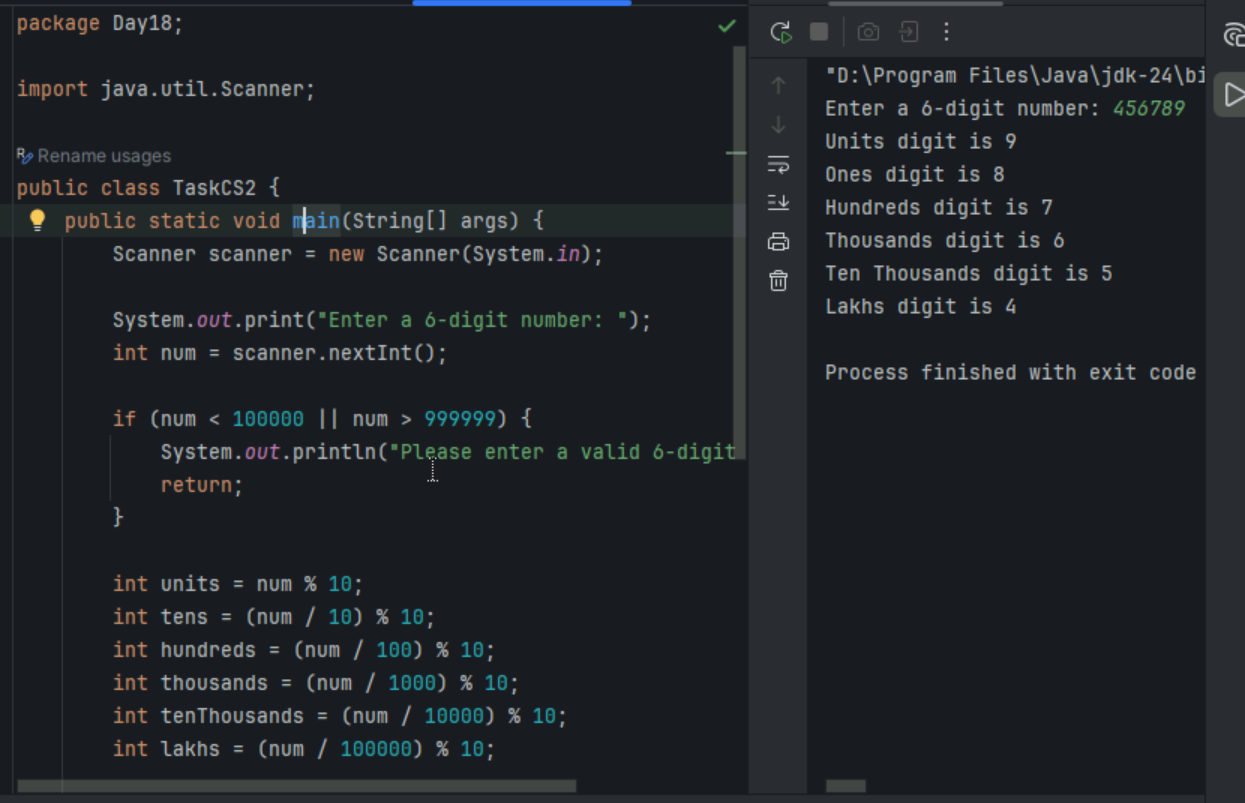 package Day18;
import java.util.Scanner;
Rename usages
public class TaskCS2 {
public static void main(String[] args) {
Scanner scanner = new Scanner(System.in);
System.out.print("Enter a 6-digit number: ");
int num = scanner.nextInt();
if (num < 100000 || num > 999999) {
System.out.println("Please enter a valid 6-digit
return;
}
int units = num % 10;
int tens = (num / 10) % 10;
int hundreds = (num / 100) % 10;
int thousands = (num / 1000) % 10;
int tenThousands = (num / 10000) % 10;
int lakhs = (num / 100000) % 10;
"D:\Program Files\Java\jdk-24\bi
Enter a 6-digit number: 456789
Units digit is 9
Ones digit is 8
Hundreds digit is 7
Thousands digit is 6
Ten Thousands digit is 5
Lakhs digit is 4
Process finished with exit code